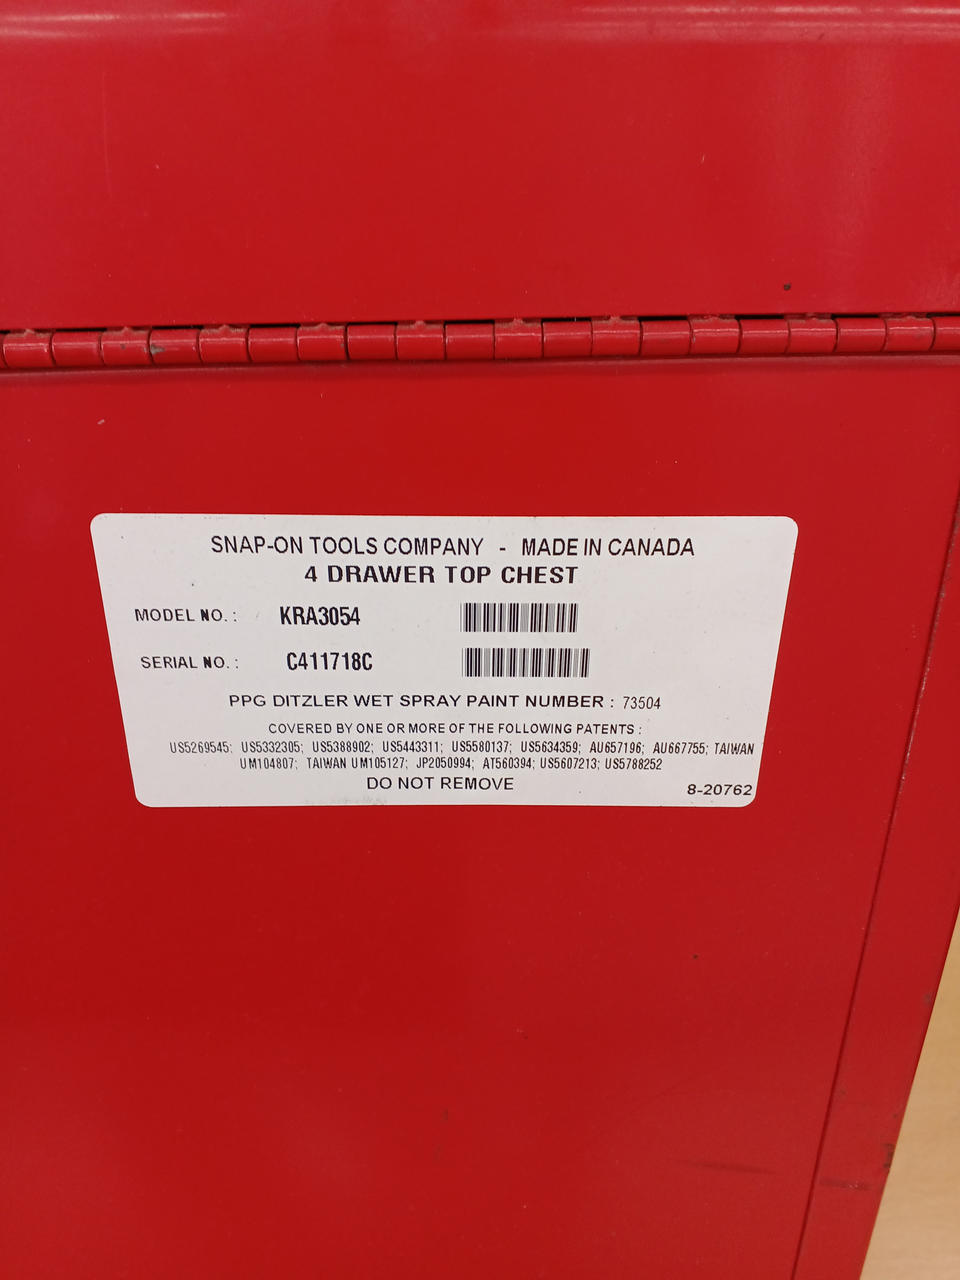 SNAP-ON TOOLS COMPANY - MADE IN CANADA
4 DRAWER TOP CHEST
MODEL NO. : KRA3054
SERIAL NO. : C411718C
PPG DITZLER WET SPRAY PAINT NUMBER : 73504
COVERED BY ONE OR MORE OF THE FOLLOWING PATENTS :
US5269545; US5332305; US5388902; US5443311; US5580137; US5634359; AU657196; AU667755; TAIWAN
UM104807; TAIWAN UM105127; JP2050994; AT560394; US5607213; US5788252
DO NOT REMOVE
8-20762